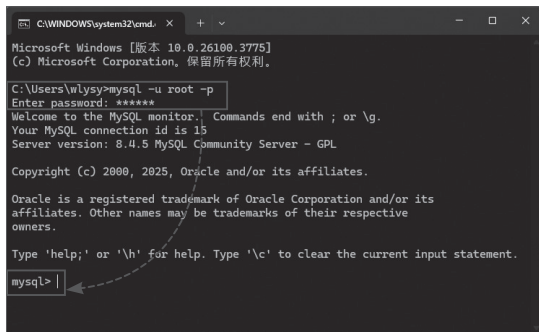 C:\WINDOWS\system32\cmd.
Microsoft Windows [版本 10.0.26100.3775]
(c) Microsoft Corporation。保留所有权利。
C:\Users\wlysy>mysql -u root -p
Enter password: ******
Welcome to the MySQL monitor.  Commands end with ; or \g.
Your MySQL connection id is 15
Server version: 8.4.5 MySQL Community Server - GPL
Copyright (c) 2000, 2025, Oracle and/or its affiliates.
Oracle is a registered trademark of Oracle Corporation and/or its
affiliates. Other names may be trademarks of their respective
owners.
Type 'help;' or '\h' for help. Type '\c' to clear the current input statement.
mysql>